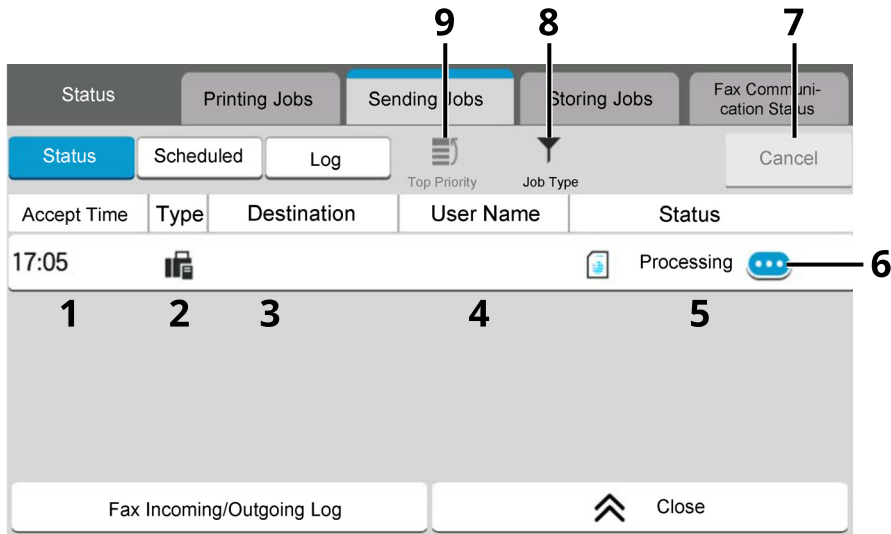 9 8 7
Status Printing Jobs Sending Jobs Storing Jobs Fax Communi-
cation Status
Status Scheduled Log Top Priority Job Type Cancel
Accept Time Type Destination User Name Status
17:05 Processing 6
1 2 3 4 5
Fax Incoming/Outgoing Log Close